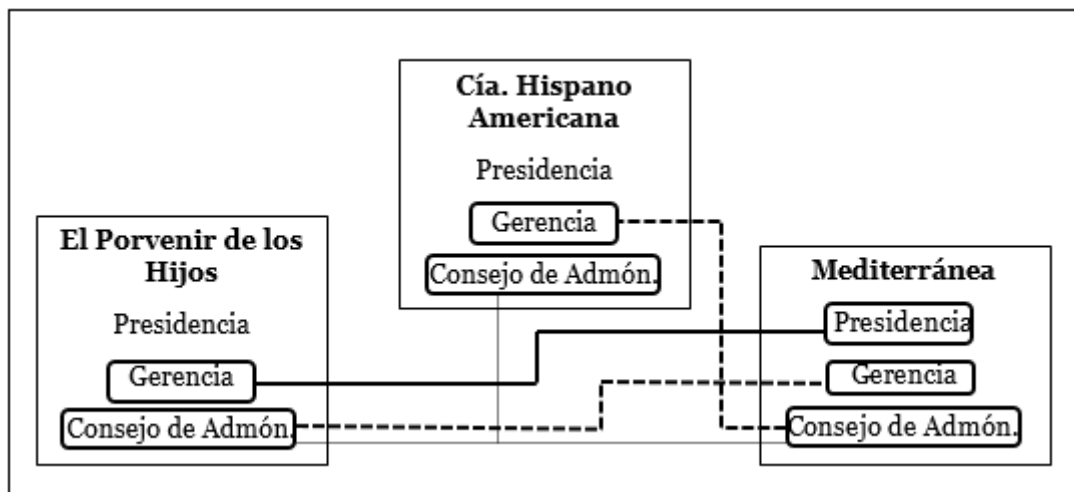 Cía. Hispano
Americana
Presidencia
Gerencia
Consejo de Admón.
El Porvenir de los
Hijos
Presidencia
Gerencia
Consejo de Admón.
Mediterránea
Presidencia
Gerencia
Consejo de Admón.